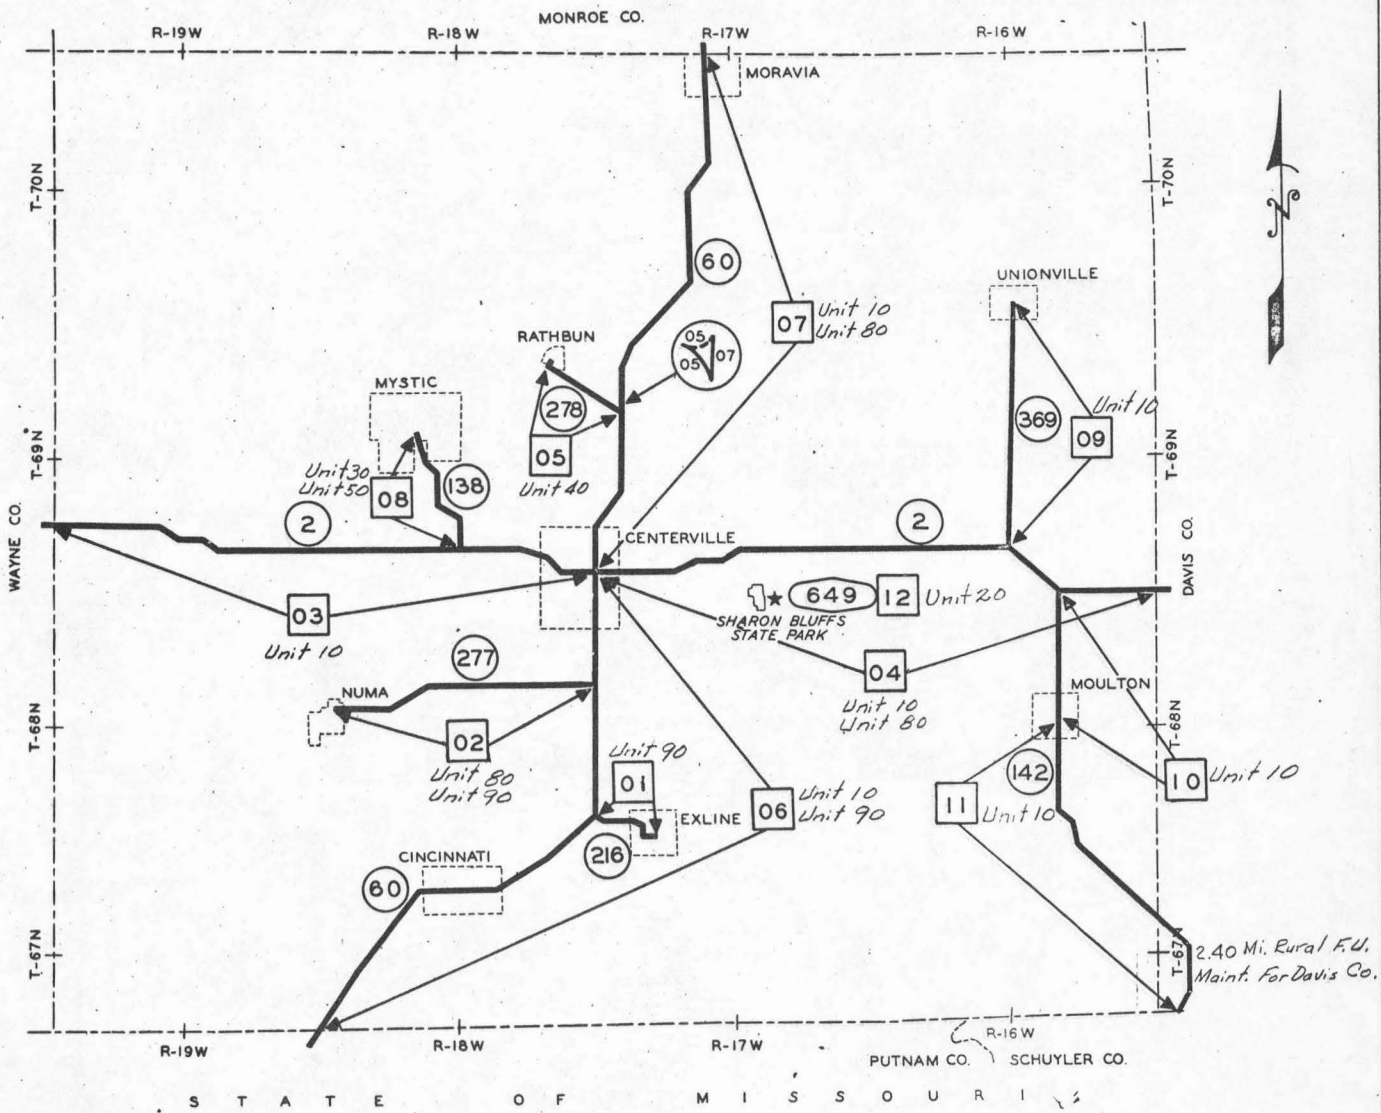 MONROE CO.
R-19W
R-18W
R-17W
R-16W
MORAVIA
T-70N
T-70N
60
UNIONVILLE
07
Unit 10
Unit 80
RATHBUN
05
05
07
MYSTIC
278
369
Unit 10
09
05
Unit 40
T-69N
T-69N
Unit 30
Unit 50
08
138
WAYNE CO.
2
2
CENTERVILLE
DAVIS CO.
649
12
Unit 20
SHARON BLUFFS
STATE PARK
03
Unit 10
277
04
Unit 10
Unit 80
MOULTON
NUMA
T-68N
T-68N
02
Unit 80
Unit 90
Unit 90
01
06
Unit 10
Unit 90
142
10
Unit 10
11
Unit 10
EXLINE
216
CINCINNATI
60
T-67N
T-67N
2.40 Mi. Rural F.U.
Maint. For Davis Co.
R-19W
R-18W
R-17W
R-16W
PUTNAM CO.
SCHUYLER CO.
STATE OF MISSOURI